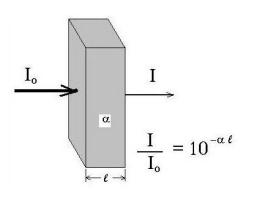 I₀ I
α
I/I₀ = 10^{-αℓ}
ℓ